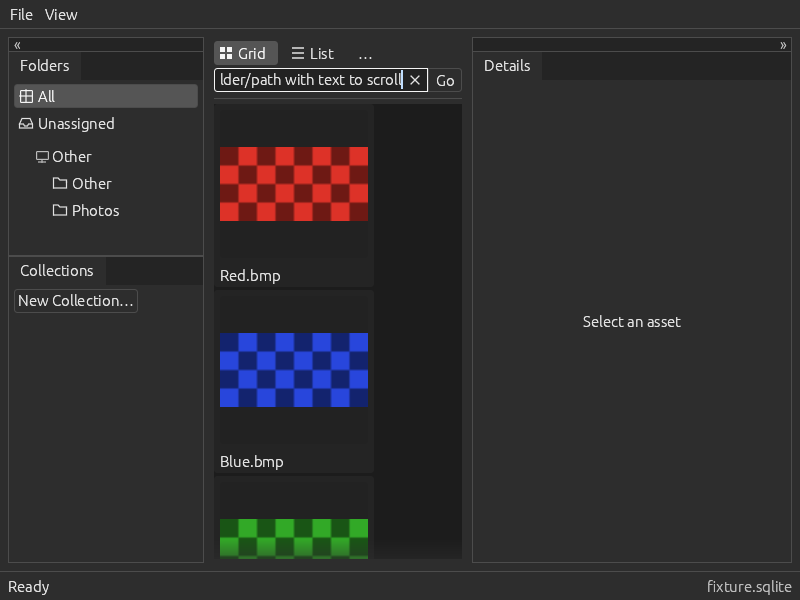 File View
«
Folders
All
Unassigned
Other
Other
Photos
Collections
New Collection...
Grid List ...
lder/path with text to scroll × Go
Red.bmp
Blue.bmp
»
Details
Select an asset
Ready
fixture.sqlite